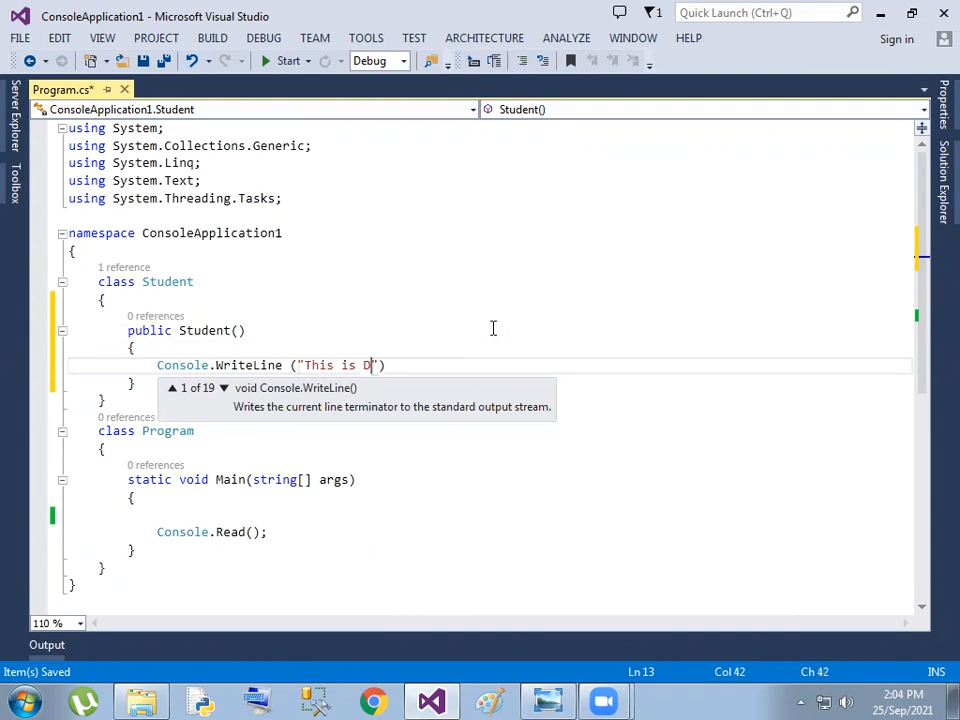 ConsoleApplication1 - Microsoft Visual Studio
1
Quick Launch (Ctrl+Q)
FILE EDIT VIEW PROJECT BUILD DEBUG TEAM TOOLS TEST ARCHITECTURE ANALYZE WINDOW HELP Sign in
Start Debug
Program.cs*
ConsoleApplication1.Student Student()
Server Explorer
Toolbox
Properties
Solution Explorer
using System;
using System.Collections.Generic;
using System.Linq;
using System.Text;
using System.Threading.Tasks;
namespace ConsoleApplication1
{
1 reference
class Student
{
0 references
public Student()
{
Console.WriteLine ("This is D")
}
1 of 19 void Console.WriteLine()
Writes the current line terminator to the standard output stream.
}
0 references
class Program
{
0 references
static void Main(string[] args)
{
Console.Read();
}
}
}
110 %
Output
Item(s) Saved Ln 13 Col 42 Ch 42 INS
2:04 PM
25/Sep/2021